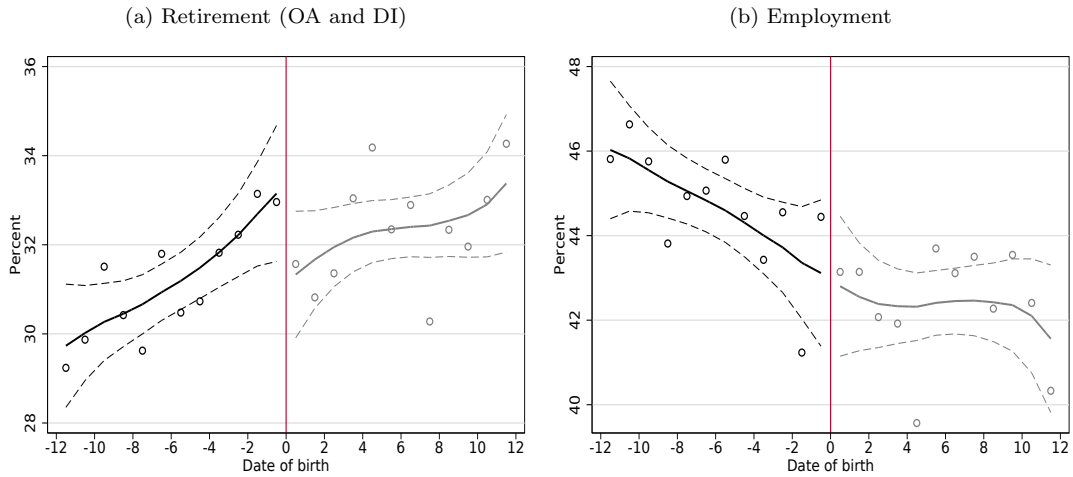 (a) Retirement (OA and DI)
36
34
32
30
28
Percent
-12 -10 -8 -6 -4 -2 0 2 4 6 8 10 12
Date of birth
(b) Employment
48
46
44
42
40
Percent
-12 -10 -8 -6 -4 -2 0 2 4 6 8 10 12
Date of birth